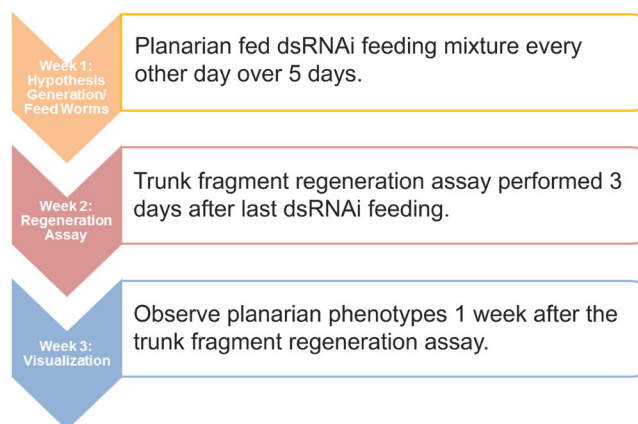 Week 1:
Hypothesis
Generation/
Feed Worms
Planarian fed dsRNAi feeding mixture every
other day over 5 days.
Week 2:
Regeneration
Assay
Trunk fragment regeneration assay performed 3
days after last dsRNAi feeding.
Week 3:
Visualization
Observe planarian phenotypes 1 week after the
trunk fragment regeneration assay.